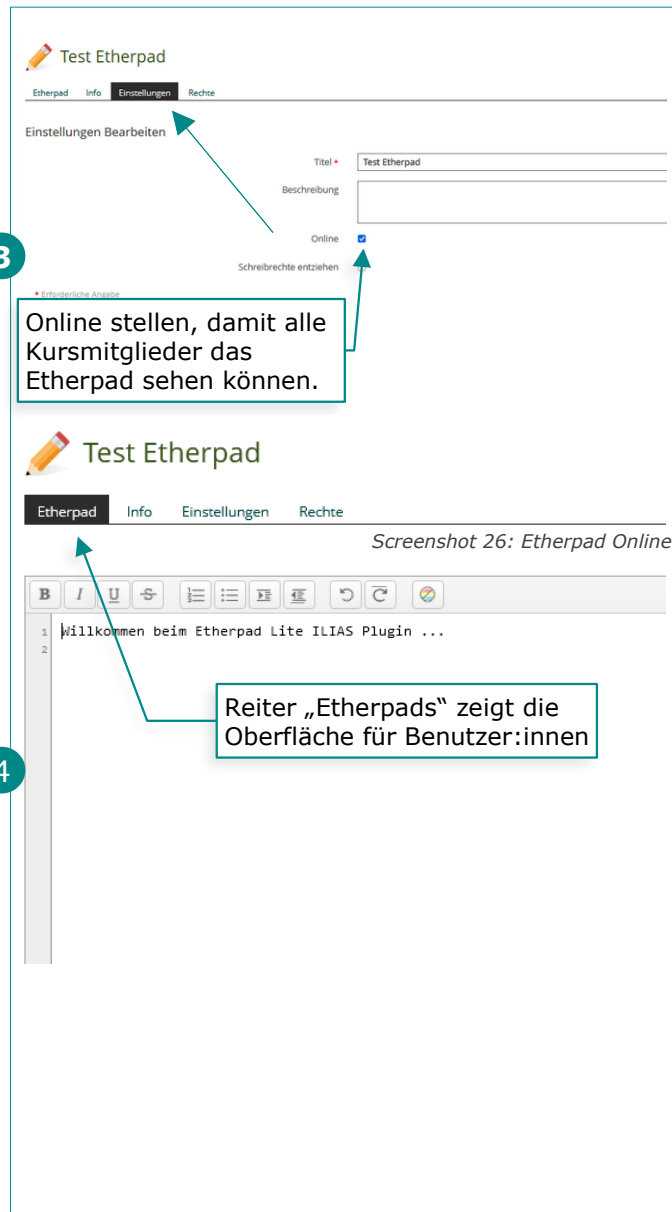 Test Etherpad
Etherpad Info Einstellungen Rechte
Einstellungen Bearbeiten
Titel * Test Etherpad
Beschreibung
Online
3
Schreibrechte entziehen
* Erforderliche Angabe
Online stellen, damit alle
Kursmitglieder das
Etherpad sehen können.
Test Etherpad
Etherpad Info Einstellungen Rechte
Screenshot 26: Etherpad Online
B I U S
1 Willkommen beim Etherpad Lite ILIAS Plugin ...
2
Reiter „Etherpads“ zeigt die
Oberfläche für Benutzer:innen
4